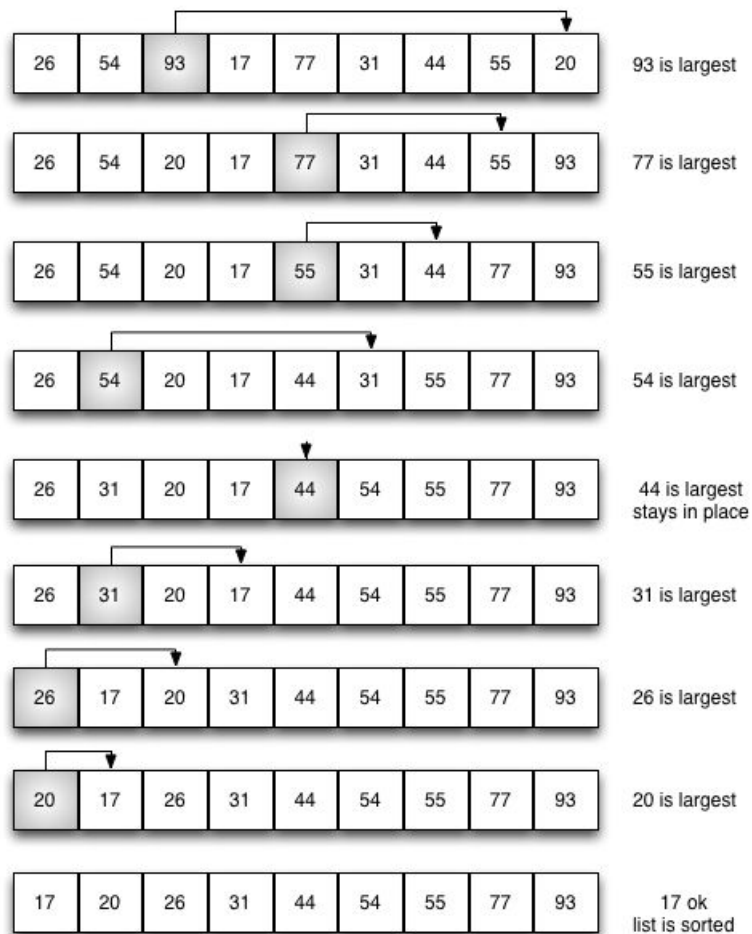 26 54 93 17 77 31 44 55 20 93 is largest
26 54 20 17 77 31 44 55 93 77 is largest
26 54 20 17 55 31 44 77 93 55 is largest
26 54 20 17 44 31 55 77 93 54 is largest
26 31 20 17 44 54 55 77 93 44 is largest
stays in place
26 31 20 17 44 54 55 77 93 31 is largest
26 17 20 31 44 54 55 77 93 26 is largest
20 17 26 31 44 54 55 77 93 20 is largest
17 20 26 31 44 54 55 77 93 17 ok
list is sorted